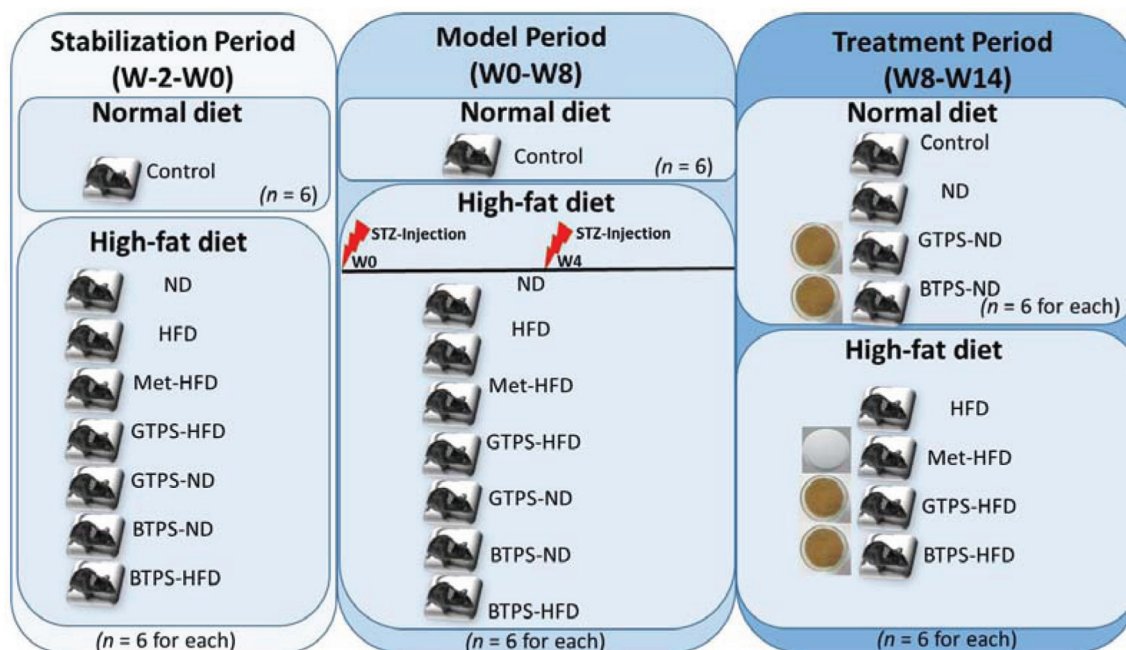 Stabilization Period
(W-2-W0)
Normal diet
Control
(n = 6)
High-fat diet
ND
HFD
Met-HFD
GTPS-HFD
GTPS-ND
BTPS-ND
BTPS-HFD
(n = 6 for each)
Model Period
(W0-W8)
Normal diet
Control
(n = 6)
High-fat diet
STZ-Injection
STZ-Injection
W0
W4
ND
HFD
Met-HFD
GTPS-HFD
GTPS-ND
BTPS-ND
BTPS-HFD
(n = 6 for each)
Treatment Period
(W8-W14)
Normal diet
Control
ND
GTPS-ND
BTPS-ND
(n = 6 for each)
High-fat diet
HFD
Met-HFD
GTPS-HFD
BTPS-HFD
(n = 6 for each)